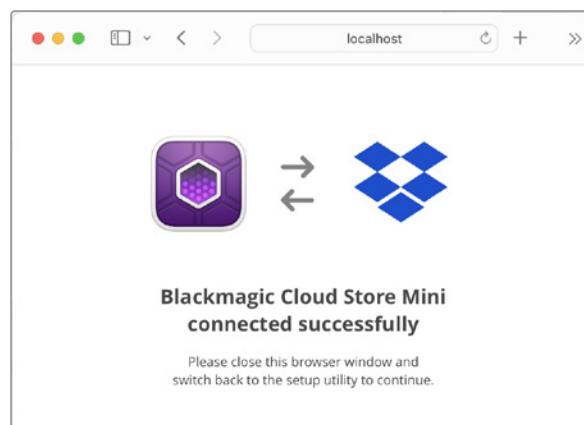 localhost
Blackmagic Cloud Store Mini
connected successfully
Please close this browser window and
switch back to the setup utility to continue.